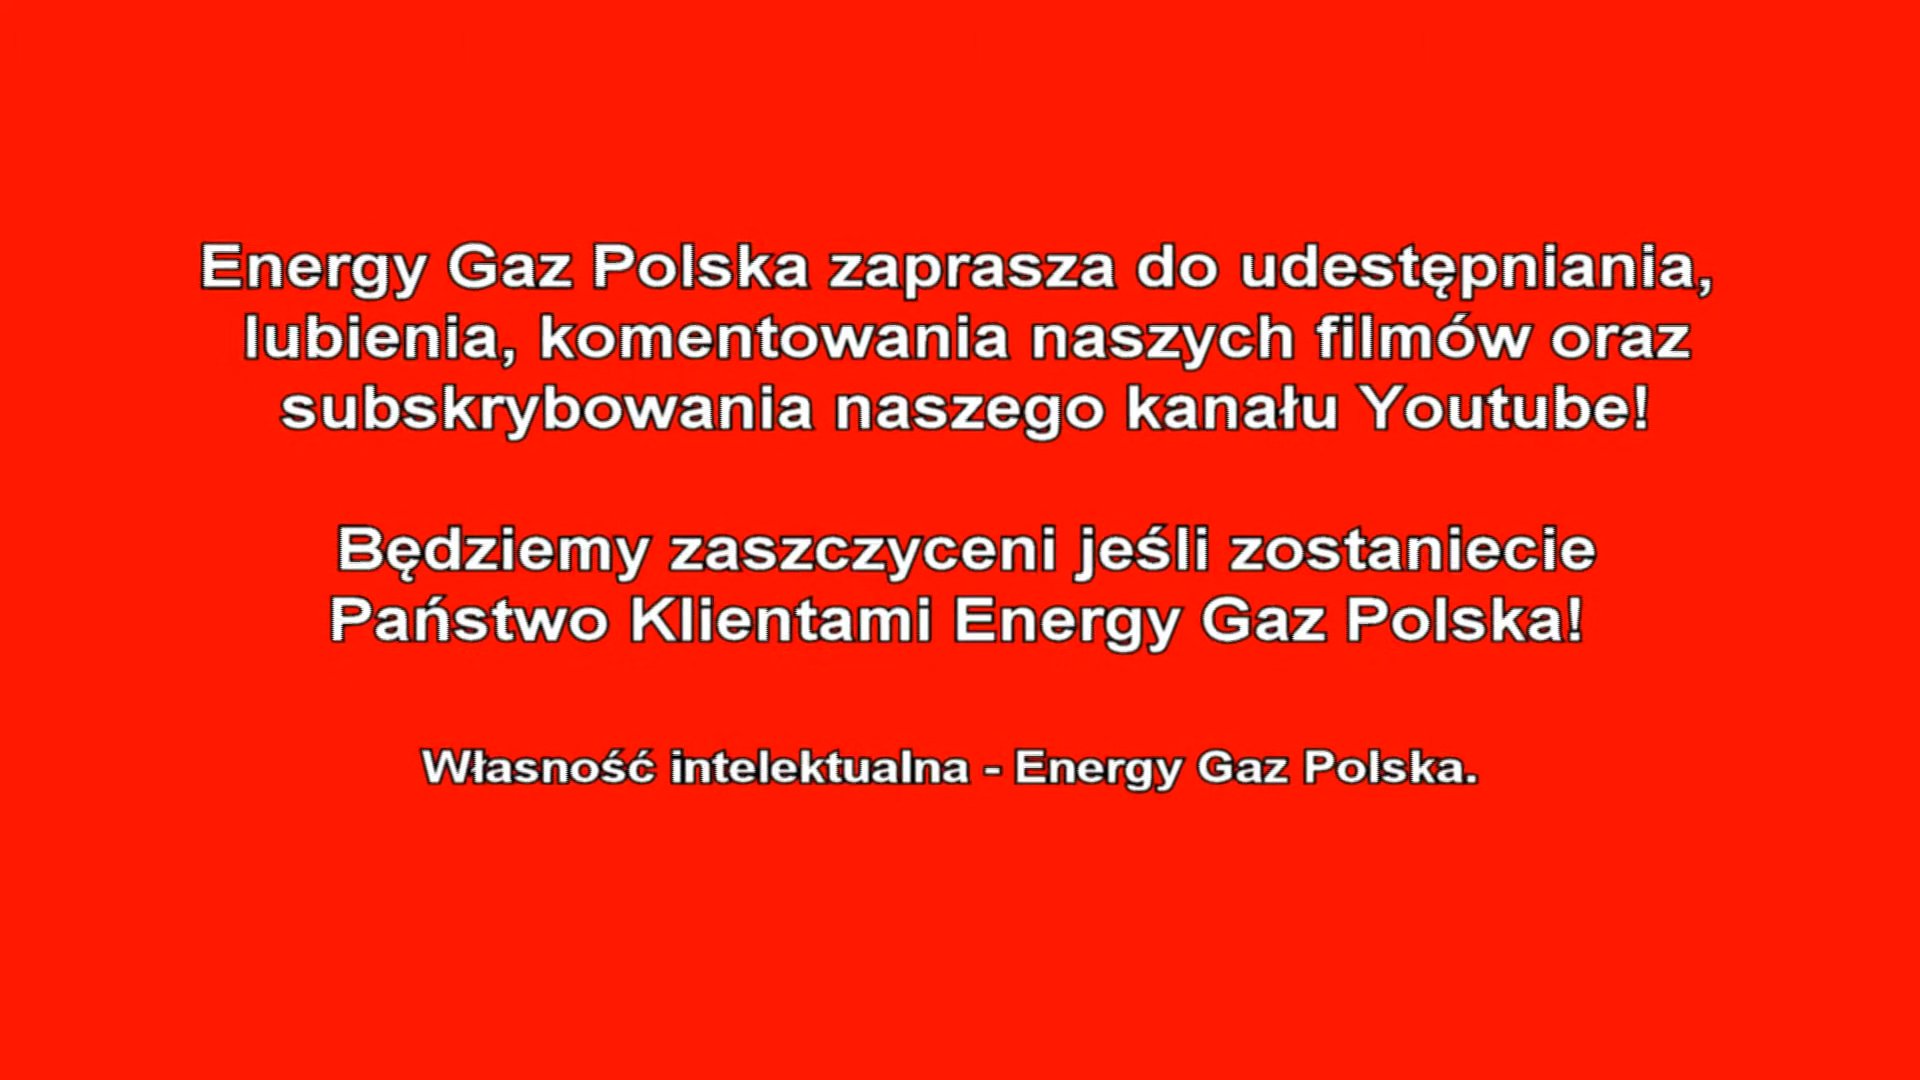 Energy Gaz Polska zaprasza do udestępniania,
lubienia, komentowania naszych filmów oraz
subskrybowania naszego kanału Youtube!
Będziemy zaszczyceni jeśli zostaniecie
Państwo Klientami Energy Gaz Polska!
Własność intelektualna - Energy Gaz Polska.